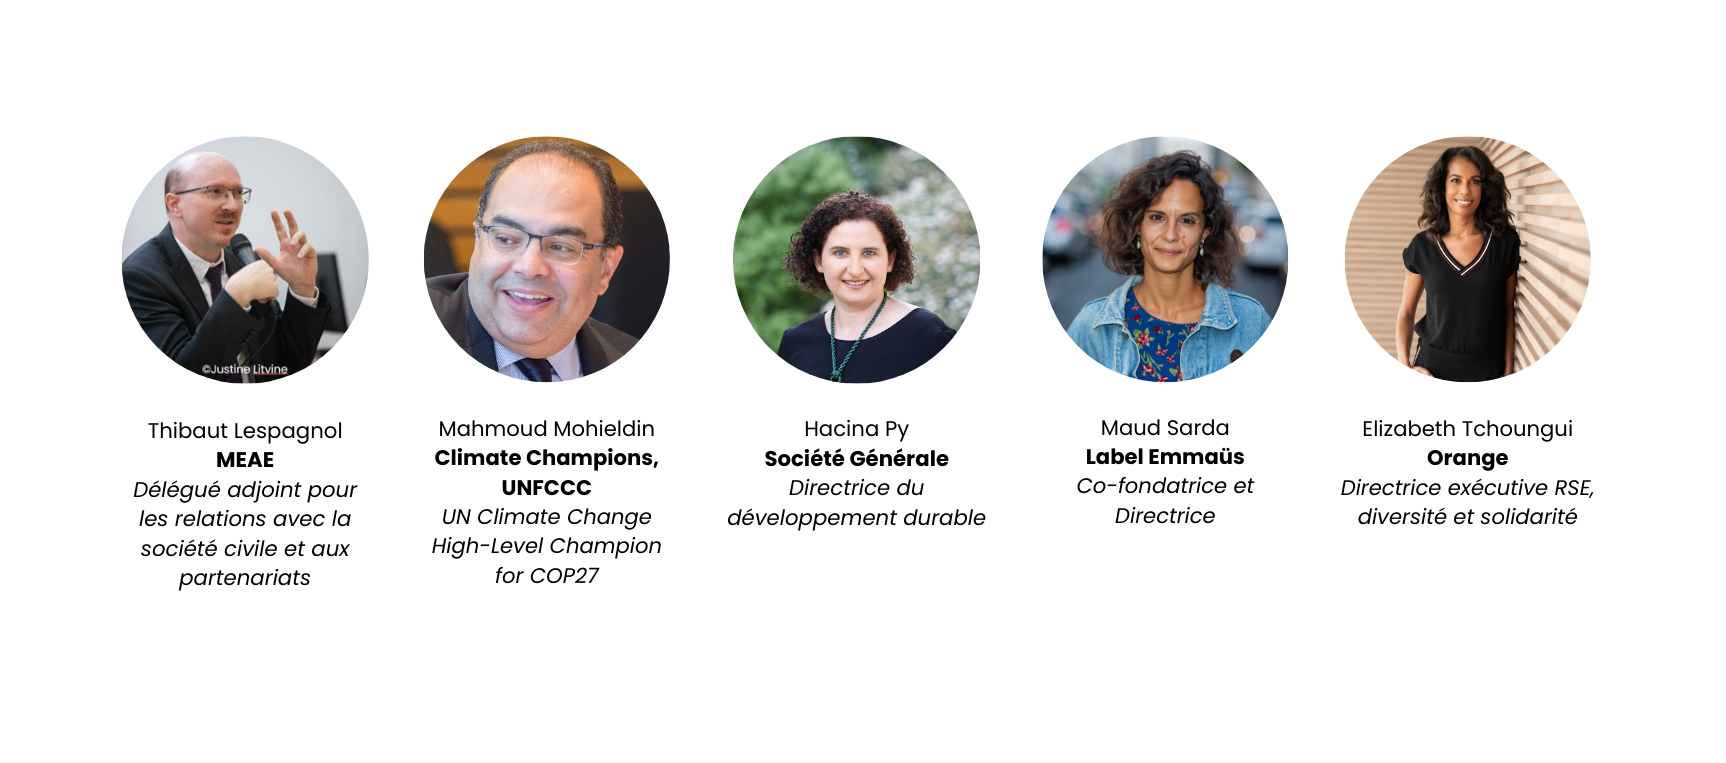 ©Justine Litvine
Thibaut Lespagnol
MEAE
Délégué adjoint pour
les relations avec la
société civile et aux
partenariats
Mahmoud Mohieldin
Climate Champions,
UNFCCC
UN Climate Change
High-Level Champion
for COP27
Hacina Py
Société Générale
Directrice du
développement durable
Maud Sarda
Label Emmaüs
Co-fondatrice et
Directrice
Elizabeth Tchoungui
Orange
Directrice exécutive RSE,
diversité et solidarité